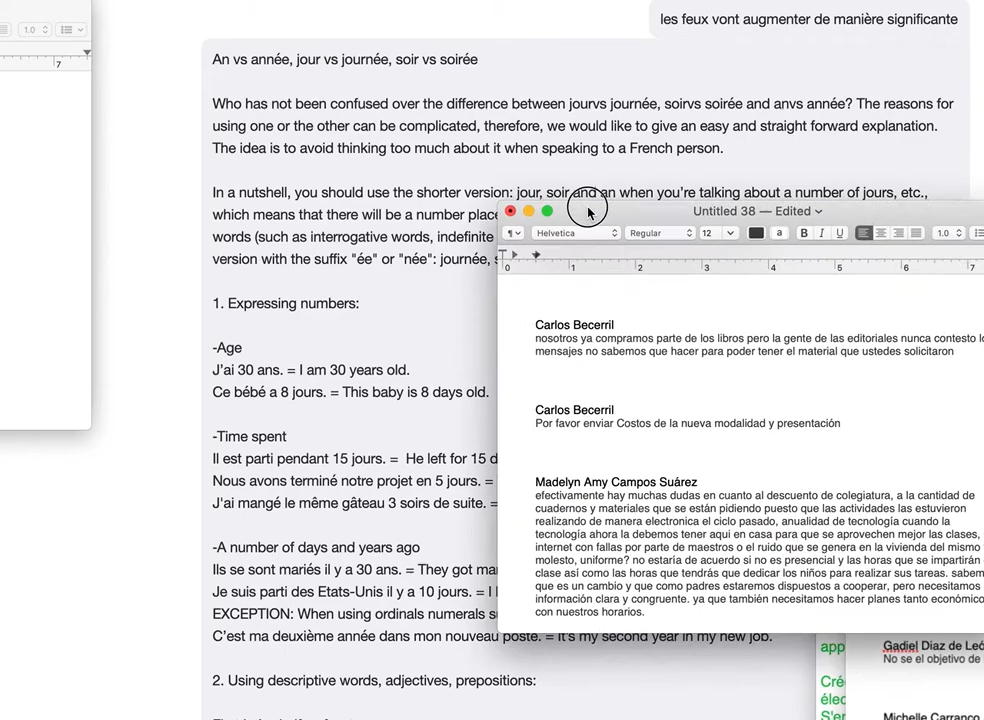 les feux vont augmenter de manière significante
1.0
7
An vs année, jour vs journée, soir vs soirée
Who has not been confused over the difference between jourvs journée, soirvs soirée and anvs année? The reasons for
using one or the other can be complicated, therefore, we would like to give an easy and straight forward explanation.
The idea is to avoid thinking too much about it when speaking to a French person.
In a nutshell, you should use the shorter version: jour, soir and an when you're talking about a number of jours, etc.,
which means that there will be a number place
words (such as interrogative words, indefinite
version with the suffix "ée" or "née": journée,
1. Expressing numbers:
-Age
J'ai 30 ans. = I am 30 years old.
Ce bébé a 8 jours. = This baby is 8 days old.
-Time spent
Il est parti pendant 15 jours. =  He left for 15
Nous avons terminé notre projet en 5 jours. =
J'ai mangé le même gâteau 3 soirs de suite. =
-A number of days and years ago
Ils se sont mariés il y a 30 ans. = They got
Je suis parti des Etats-Unis il y a 10 jours. = I
EXCEPTION: When using ordinals numerals
C'est ma deuxième année dans mon nouveau poste. = It's my second year in my new job.
2. Using descriptive words, adjectives, prepositions:
Untitled 38 — Edited
¶ Helvetica Regular 12 a B I U 1.0
0 1 2 3 4 5 6 7
Carlos Becerril
nosotros ya compramos parte de los libros pero la gente de las editoriales nunca contesto
mensajes no sabemos que hacer para poder tener el material que ustedes solicitaron
Carlos Becerril
Por favor enviar Costos de la nueva modalidad y presentación
Madelyn Amy Campos Suárez
efectivamente hay muchas dudas en cuanto al descuento de colegiatura, a la cantidad de
cuadernos y materiales que se están pidiendo puesto que las actividades las estuvieron
realizando de manera electronica el ciclo pasado, anualidad de tecnología cuando la
tecnología ahora la debemos tener aqui en casa para que se aprovechen mejor las clases,
internet con fallas por parte de maestros o el ruido que se genera en la vivienda del mismo
molesto, uniforme? no estaría de acuerdo si no es presencial y las horas que se impartirán
clase así como las horas que tendrás que dedicar los niños para realizar sus tareas. sabem
que es un cambio y que como padres estaremos dispuestos a cooperar, pero necesitamos
información clara y congruente. ya que también necesitamos hacer planes tanto económico
con nuestros horarios.
app
Cré
élec
S'er
Gadiel Diaz de Leó
No se el objetivo de
Michelle Carranco